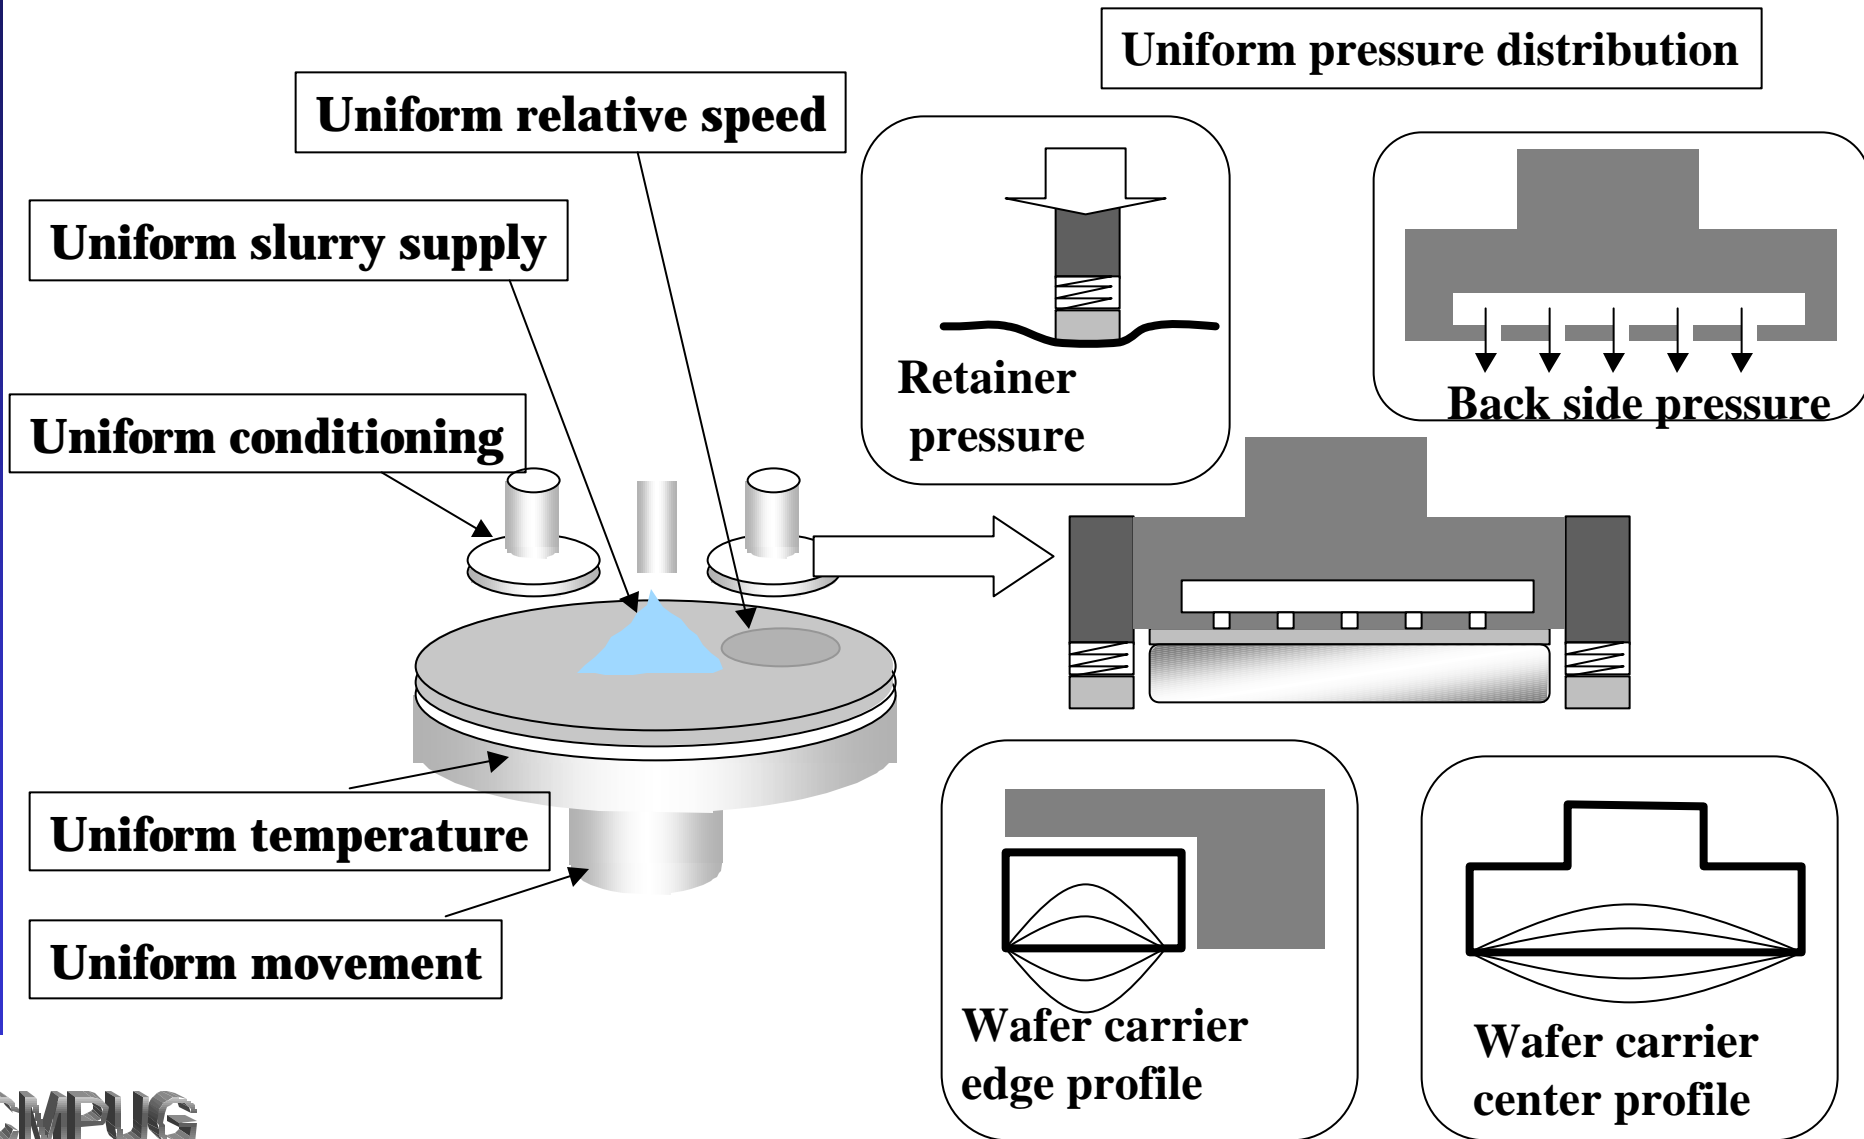 Uniform pressure distribution
Uniform relative speed
Uniform slurry supply
Uniform conditioning
Retainer
pressure
Back side pressure
Uniform temperature
Uniform movement
Wafer carrier
edge profile
Wafer carrier
center profile
CMPUG